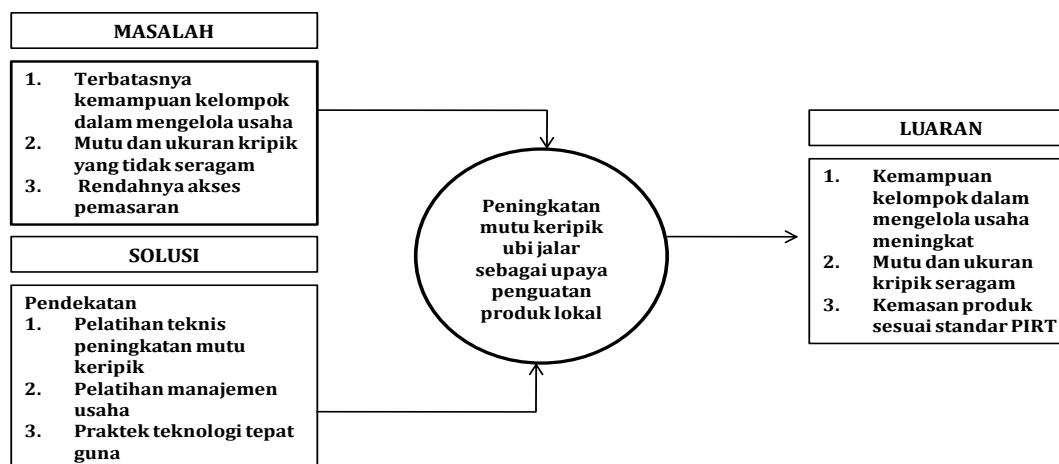 MASALAH
1. Terbatasnya
kemampuan kelompok
dalam mengelola usaha
2. Mutu dan ukuran kripik
yang tidak seragam
3. Rendahnya akses
pemasaran
SOLUSI
Pendekatan
1. Pelatihan teknis
peningkatan mutu
keripik
2. Pelatihan manajemen
usaha
3. Praktek teknologi tepat
guna
Peningkatan
mutu keripik
ubi jalar
sebagai upaya
penguatan
produk lokal
LUARAN
1. Kemampuan
kelompok dalam
mengelola usaha
meningkat
2. Mutu dan ukuran
kripik seragam
3. Kemasan produk
sesuai standar PIRT